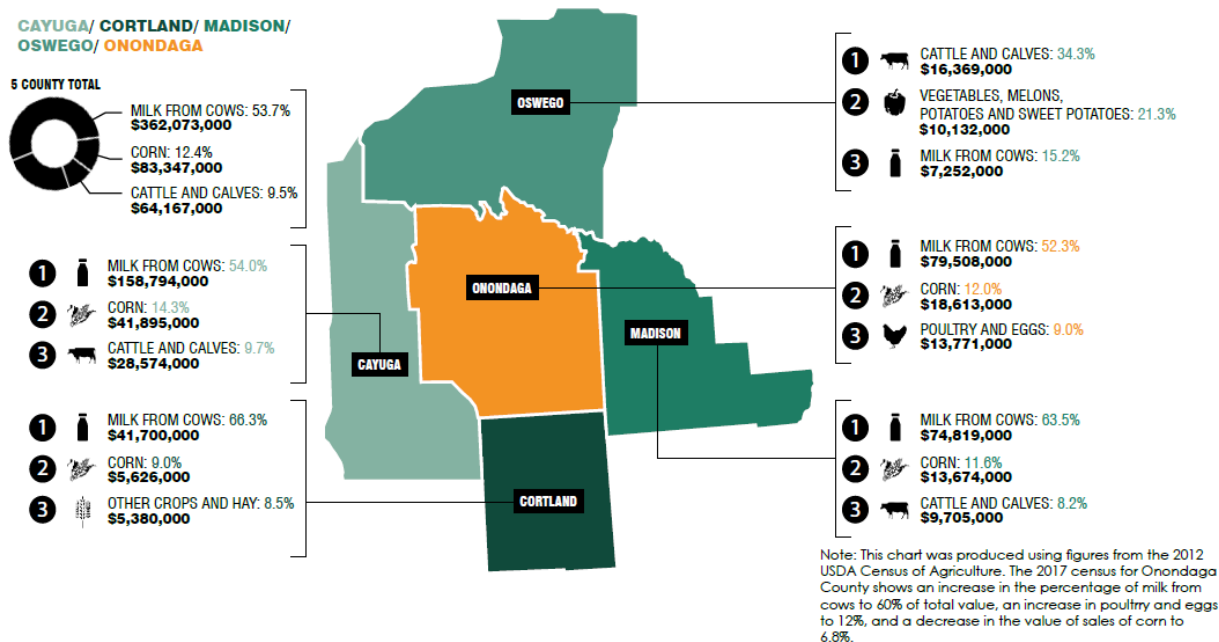 CAYUGA/ CORTLAND/ MADISON/
OSWEGO/ ONONDAGA
5 COUNTY TOTAL
MILK FROM COWS: 53.7%
$362,073,000
CORN: 12.4%
$83,347,000
CATTLE AND CALVES: 9.5%
$64,167,000
1 MILK FROM COWS: 54.0%
$158,794,000
2 CORN: 14.3%
$41,895,000
3 CATTLE AND CALVES: 9.7%
$28,574,000
1 MILK FROM COWS: 66.3%
$41,700,000
2 CORN: 9.0%
$5,626,000
3 OTHER CROPS AND HAY: 8.5%
$5,380,000
OSWEGO
ONONDAGA
MADISON
CAYUGA
CORTLAND
1 CATTLE AND CALVES: 34.3%
$16,369,000
2 VEGETABLES, MELONS,
POTATOES AND SWEET POTATOES: 21.3%
$10,132,000
3 MILK FROM COWS: 15.2%
$7,252,000
1 MILK FROM COWS: 52.3%
$79,508,000
2 CORN: 12.0%
$18,613,000
3 POULTRY AND EGGS: 9.0%
$13,771,000
1 MILK FROM COWS: 63.5%
$74,819,000
2 CORN: 11.6%
$13,674,000
3 CATTLE AND CALVES: 8.2%
$9,705,000
Note: This chart was produced using figures from the 2012
USDA Census of Agriculture. The 2017 census for Onondaga
County shows an increase in the percentage of milk from
cows to 60% of total value, an increase in poultrry and eggs
to 12%, and a decrease in the value of sales of corn to
6.8%.